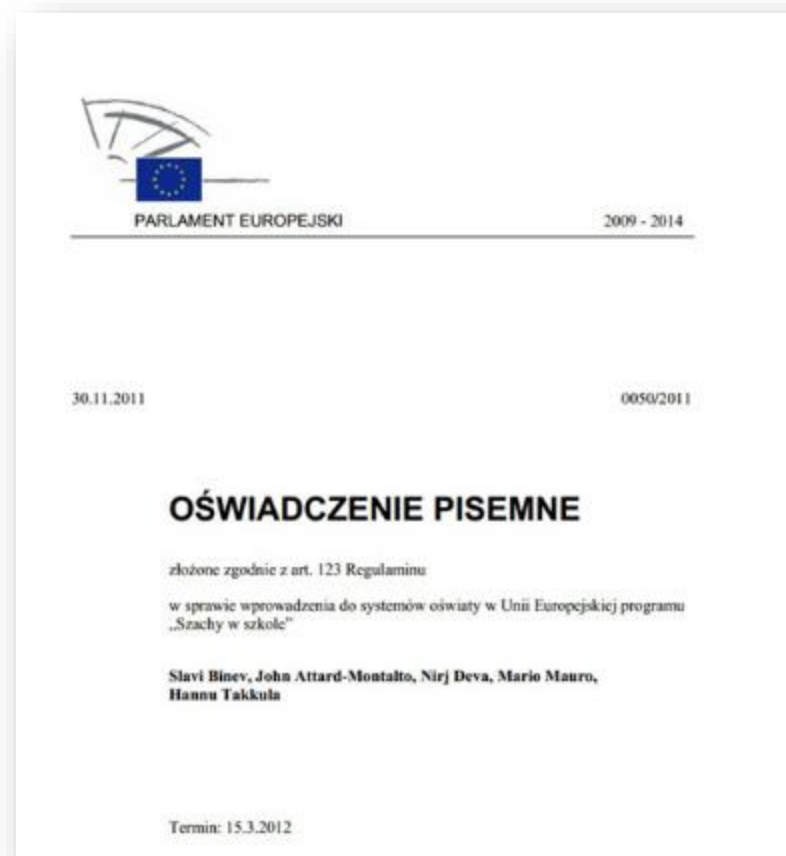 PARLAMENT EUROPEJSKI 2009 - 2014
30.11.2011 0050/2011
OŚWIADCZENIE PISEMNE
złożone zgodnie z art. 123 Regulaminu
w sprawie wprowadzenia do systemów oświaty w Unii Europejskiej programu
„Szachy w szkole”
Slavi Binev, John Attard-Montalto, Nirj Deva, Mario Mauro,
Hannu Takkula
Termin: 15.3.2012